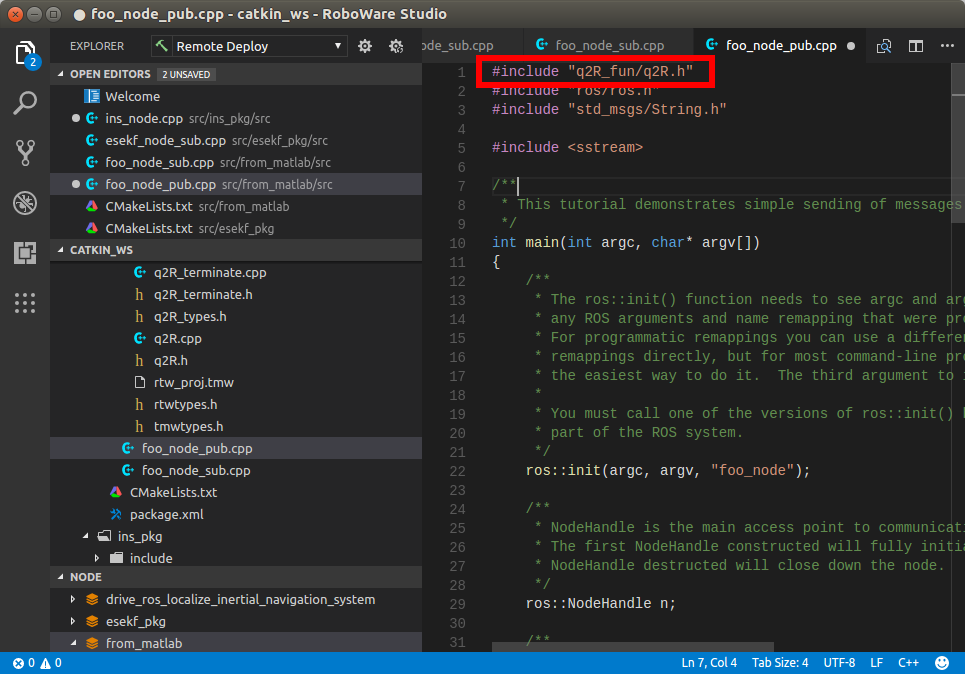 foo_node_pub.cpp - catkin_ws - RoboWare Studio
EXPLORER
Remote Deploy
ode_sub.cpp
foo_node_sub.cpp
foo_node_pub.cpp
2
OPEN EDITORS 2 UNSAVED
Welcome
ins_node.cpp src/ins_pkg/src
esekf_node_sub.cpp src/esekf_pkg/src
foo_node_sub.cpp src/from_matlab/src
foo_node_pub.cpp src/from_matlab/src
CMakeLists.txt src/from_matlab
CMakeLists.txt src/esekf_pkg
CATKIN_WS
q2R_terminate.cpp
q2R_terminate.h
q2R_types.h
q2R.cpp
q2R.h
rtw_proj.tmw
rtwtypes.h
tmwtypes.h
foo_node_pub.cpp
foo_node_sub.cpp
CMakeLists.txt
package.xml
ins_pkg
include
NODE
drive_ros_localize_inertial_navigation_system
esekf_pkg
from_matlab
1 #include "q2R_fun/q2R.h"
2 #include "ros/ros.h"
3 #include "std_msgs/String.h"
4
5 #include <sstream>
6
7 /**
8 * This tutorial demonstrates simple sending of messages
9 */
10 int main(int argc, char* argv[])
11 {
12 /**
13 * The ros::init() function needs to see argc and arg
14 * any ROS arguments and name remapping that were pro
15 * For programmatic remappings you can use a differen
16 * remappings directly, but for most command-line pro
17 * the easiest way to do it. The third argument to i
18 *
19 * You must call one of the versions of ros::init() b
20 * part of the ROS system.
21 */
22 ros::init(argc, argv, "foo_node");
23
24 /**
25 * NodeHandle is the main access point to communicati
26 * The first NodeHandle constructed will fully initia
27 * NodeHandle destructed will close down the node.
28 */
29 ros::NodeHandle n;
30
31 /**
0 0
Ln 7, Col 4 Tab Size: 4 UTF-8 LF C++